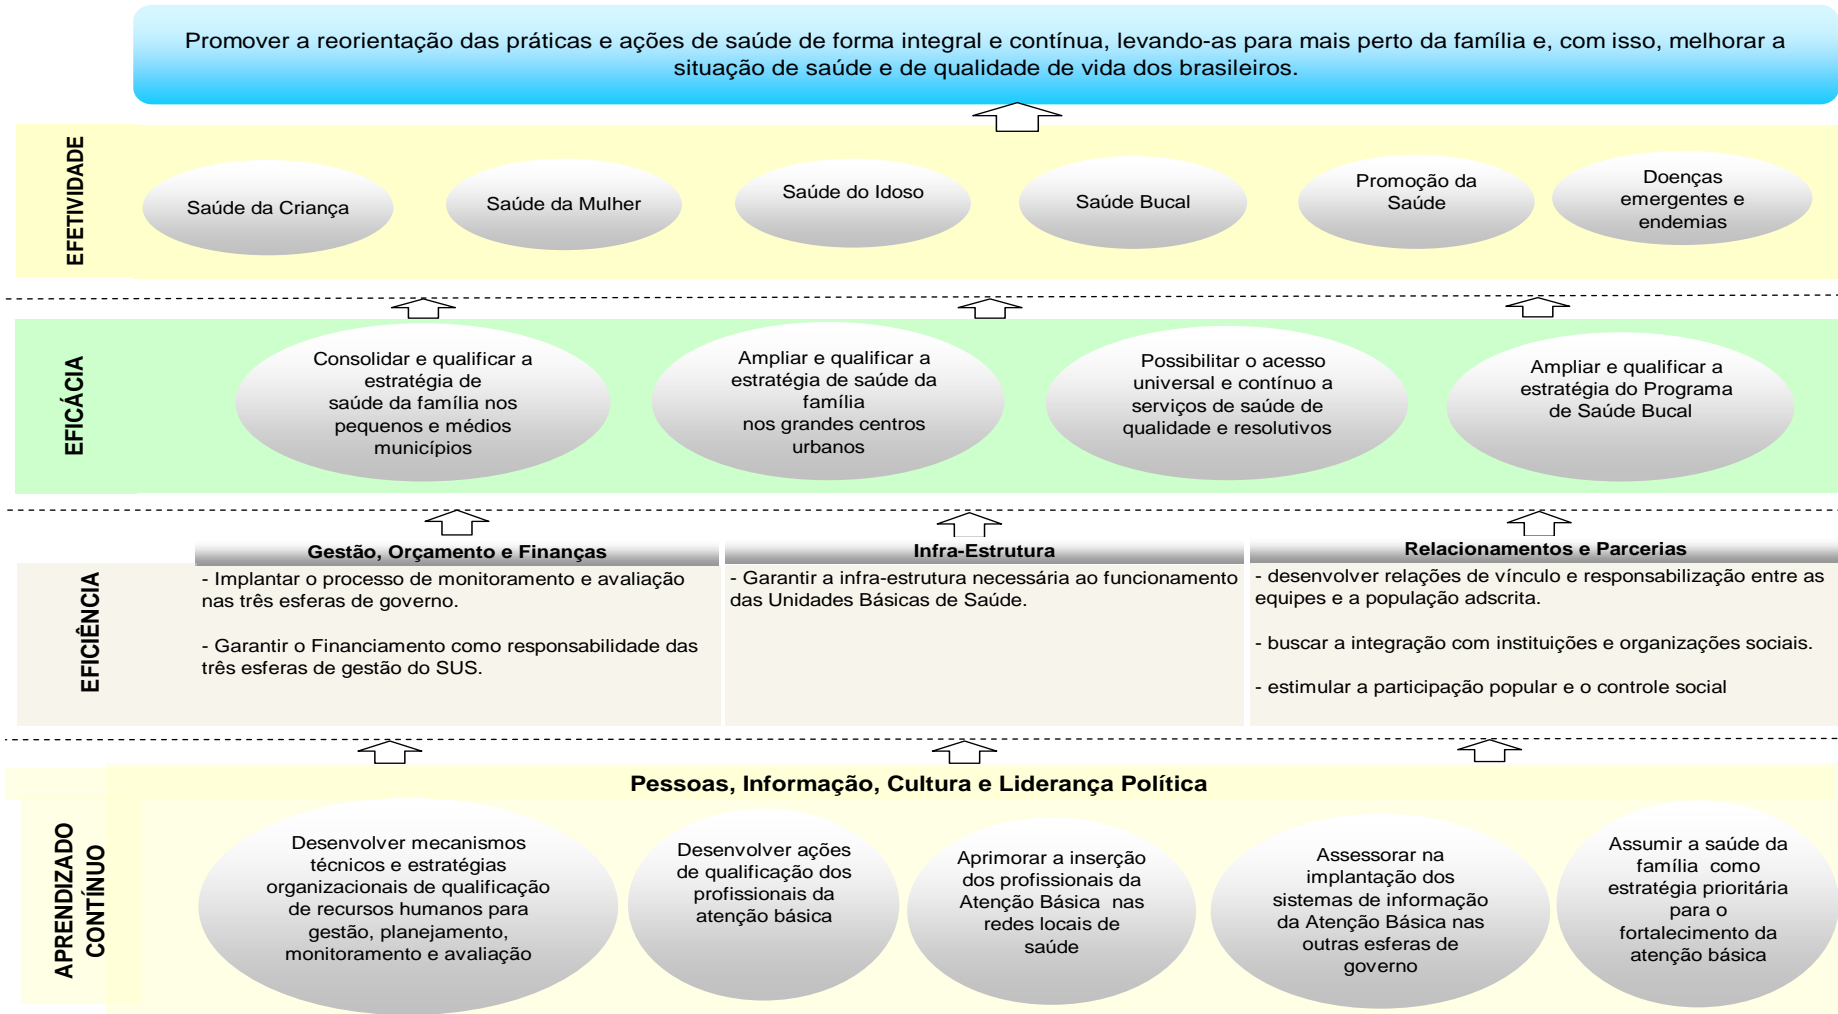 Promover a reorientação das práticas e ações de saúde de forma integral e contínua, levando-as para mais perto da família e, com isso, melhorar a
situação de saúde e de qualidade de vida dos brasileiros.
EFETIVIDADE
Saúde da Criança
Saúde da Mulher
Saúde do Idoso
Saúde Bucal
Promoção da
Saúde
Doenças
emergentes e
endemias
EFICÁCIA
Consolidar e qualificar a
estratégia de
saúde da família nos
pequenos e médios
municípios
Ampliar e qualificar a
estratégia de saúde da
família
nos grandes centros
urbanos
Possibilitar o acesso
universal e contínuo a
serviços de saúde de
qualidade e resolutivos
Ampliar e qualificar a
estratégia do Programa
de Saúde Bucal
EFICIÊNCIA
Gestão, Orçamento e Finanças
- Implantar o processo de monitoramento e avaliação
nas três esferas de governo.
- Garantir o Financiamento como responsabilidade das
três esferas de gestão do SUS.
Infra-Estrutura
- Garantir a infra-estrutura necessária ao funcionamento
das Unidades Básicas de Saúde.
Relacionamentos e Parcerias
- desenvolver relações de vínculo e responsabilização entre as
equipes e a população adscrita.
- buscar a integração com instituições e organizações sociais.
- estimular a participação popular e o controle social
Pessoas, Informação, Cultura e Liderança Política
APRENDIZADO
CONTÍNUO
Desenvolver mecanismos
técnicos e estratégias
organizacionais de qualificação
de recursos humanos para
gestão, planejamento,
monitoramento e avaliação
Desenvolver ações
de qualificação dos
profissionais da
atenção básica
Aprimorar a inserção
dos profissionais da
Atenção Básica nas
redes locais de
saúde
Assessorar na
implantação dos
sistemas de informação
da Atenção Básica nas
outras esferas de
governo
Assumir a saúde da
família como
estratégia prioritária
para o
fortalecimento da
atenção básica